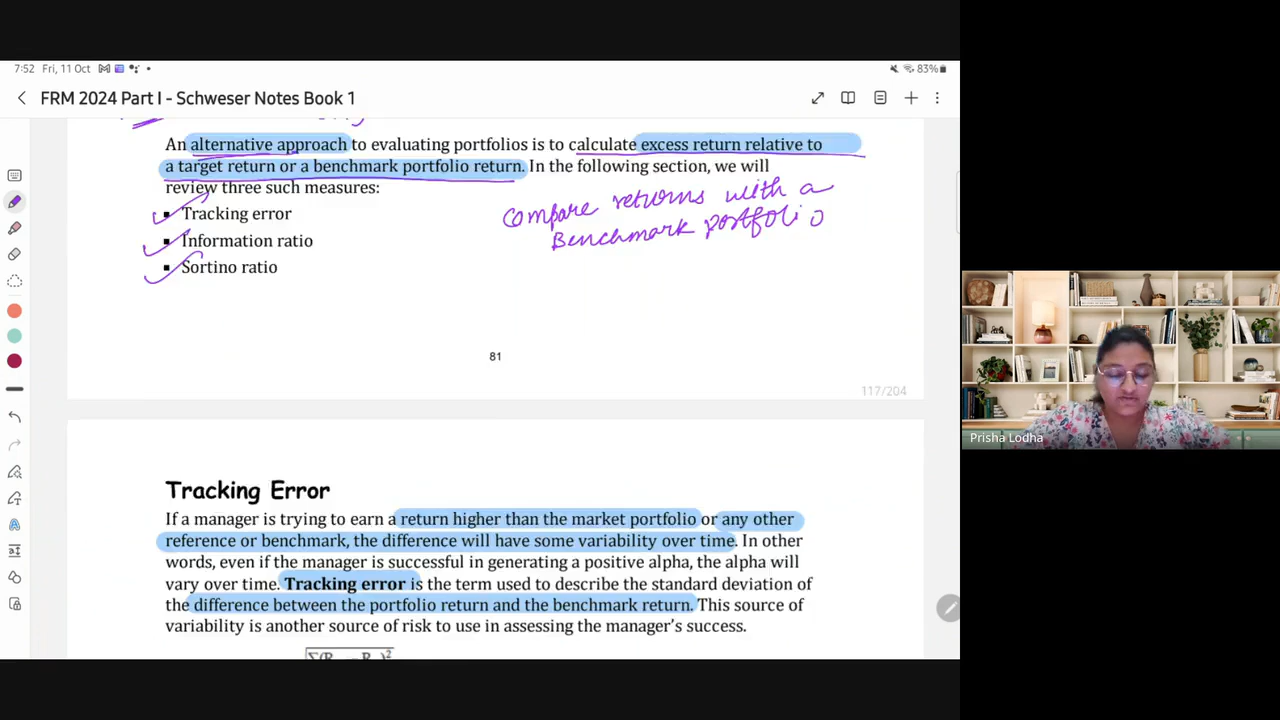 7:52 Fri, 11 Oct
83%
FRM 2024 Part I - Schweser Notes Book 1
An alternative approach to evaluating portfolios is to calculate excess return relative to
a target return or a benchmark portfolio return. In the following section, we will
review three such measures:
▪ Tracking error
▪ Information ratio
▪ Sortino ratio
Compare returns with a
Benchmark portfolio
81
117/204
Tracking Error
If a manager is trying to earn a return higher than the market portfolio or any other
reference or benchmark, the difference will have some variability over time. In other
words, even if the manager is successful in generating a positive alpha, the alpha will
vary over time. Tracking error is the term used to describe the standard deviation of
the difference between the portfolio return and the benchmark return. This source of
variability is another source of risk to use in assessing the manager's success.
Prisha Lodha